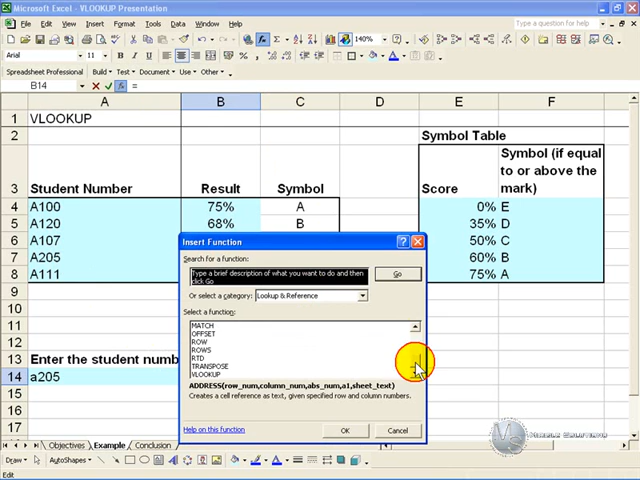 Microsoft Excel - VLOOKUP Presentation
File Edit View Insert Format Tools Data Window Help
Type a question for help
140%
Spreadsheet Professional Build Test Document Use Other
B14 =
A B C D E F
1 VLOOKUP
2 Symbol Table
3 Student Number Result Symbol Score Symbol (if equal to or above the mark)
4 A100 75% A 0% E
5 A120 68% B 35% D
6 A107 50% C
7 A205 60% B
8 A111 75% A
9
10
11
12
13 Enter the student numb
14 a205
15
16
17
Insert Function
Search for a function:
Type a brief description of what you want to do and then
click Go
Go
Or select a category: Lookup & Reference
Select a function:
MATCH
OFFSET
ROW
ROWS
RTD
TRANSPOSE
VLOOKUP
ADDRESS(row_num,column_num,abs_num,a1,sheet_text)
Creates a cell reference as text, given specified row and column numbers.
Help on this function OK Cancel
Objectives Example Conclusion
Draw AutoShapes
Edit